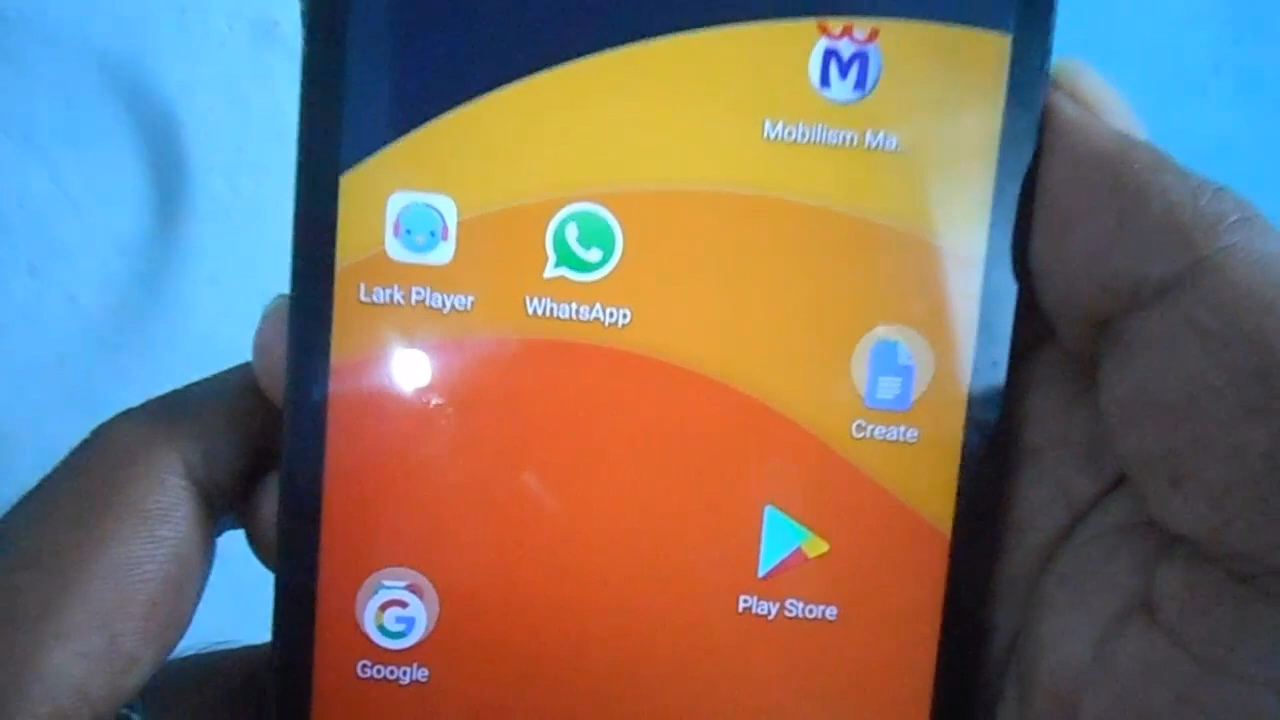 M
Mobilism Ma.
Lark Player
WhatsApp
Create
Play Store
G
Google